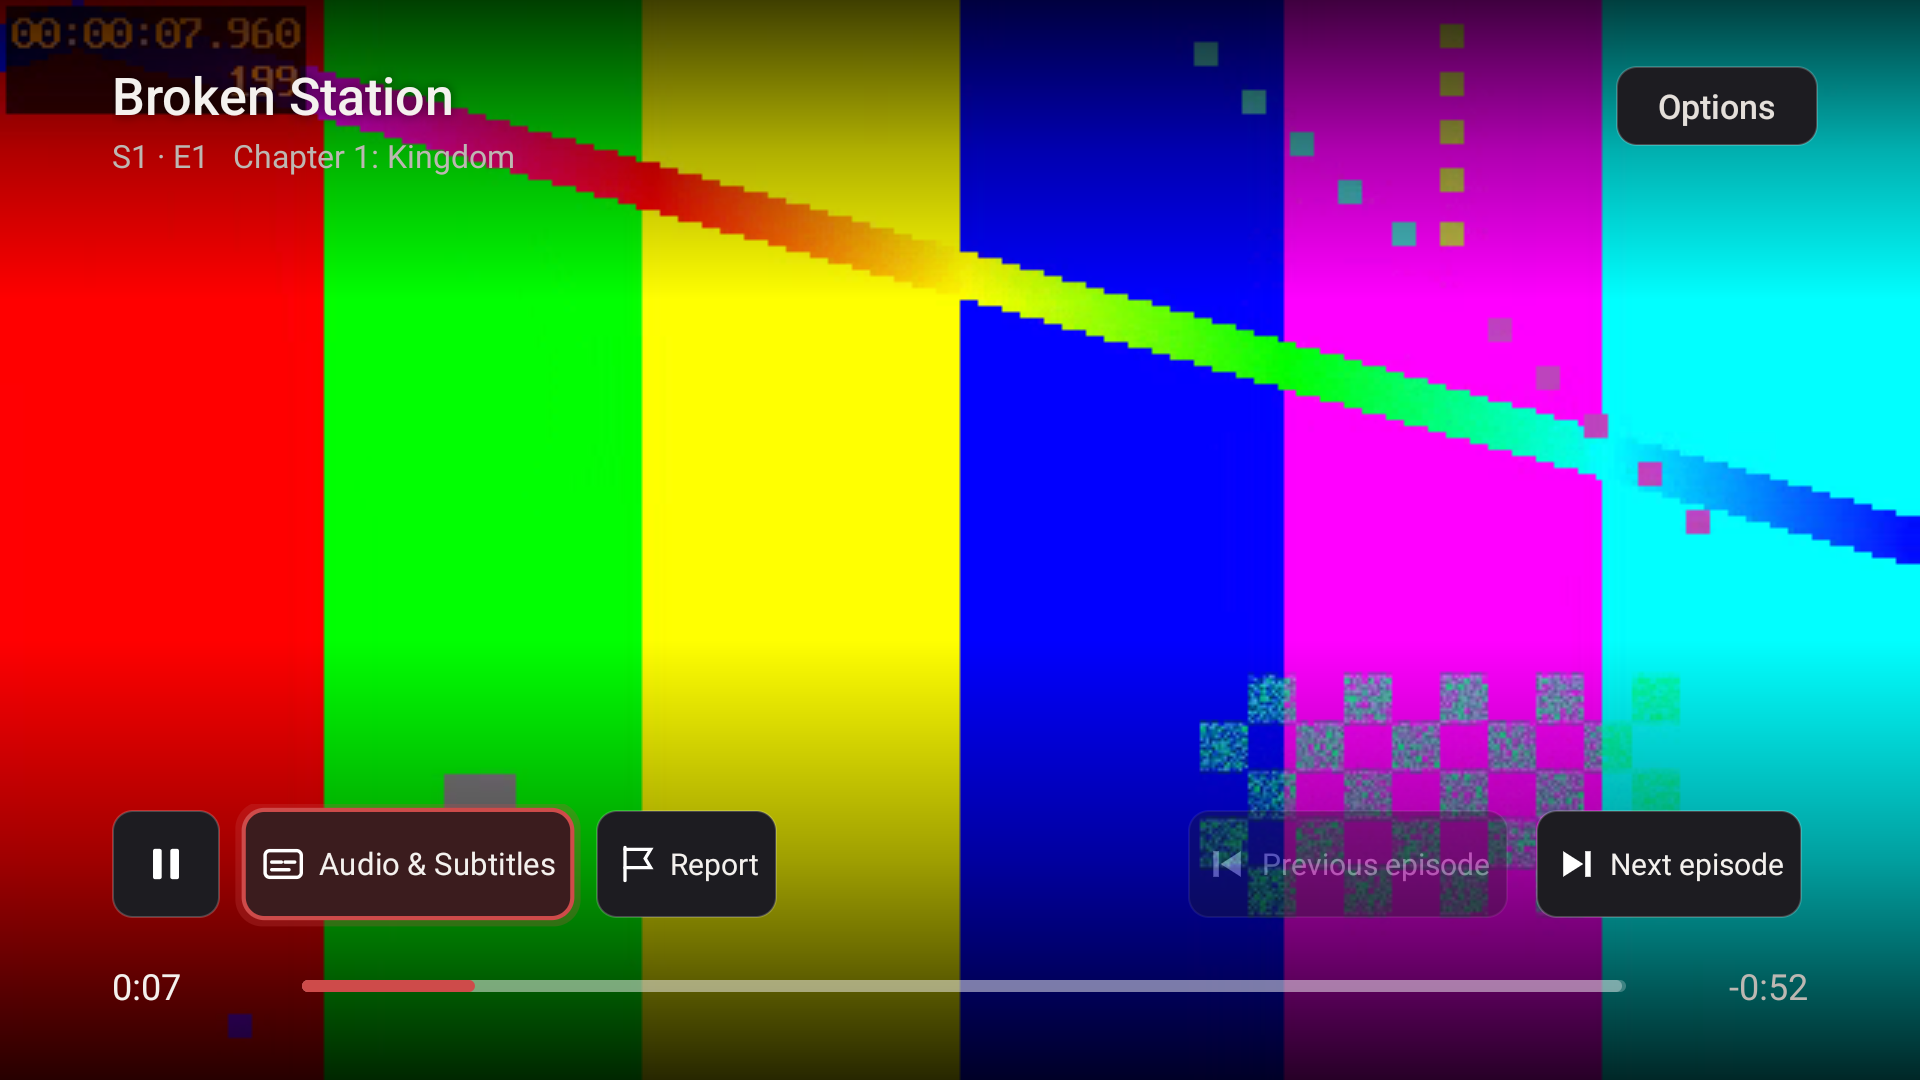 00:00:07.960
199
Broken Station
S1 · E1 Chapter 1: Kingdom
Options
Audio & Subtitles
Report
Previous episode
Next episode
0:07
-0:52